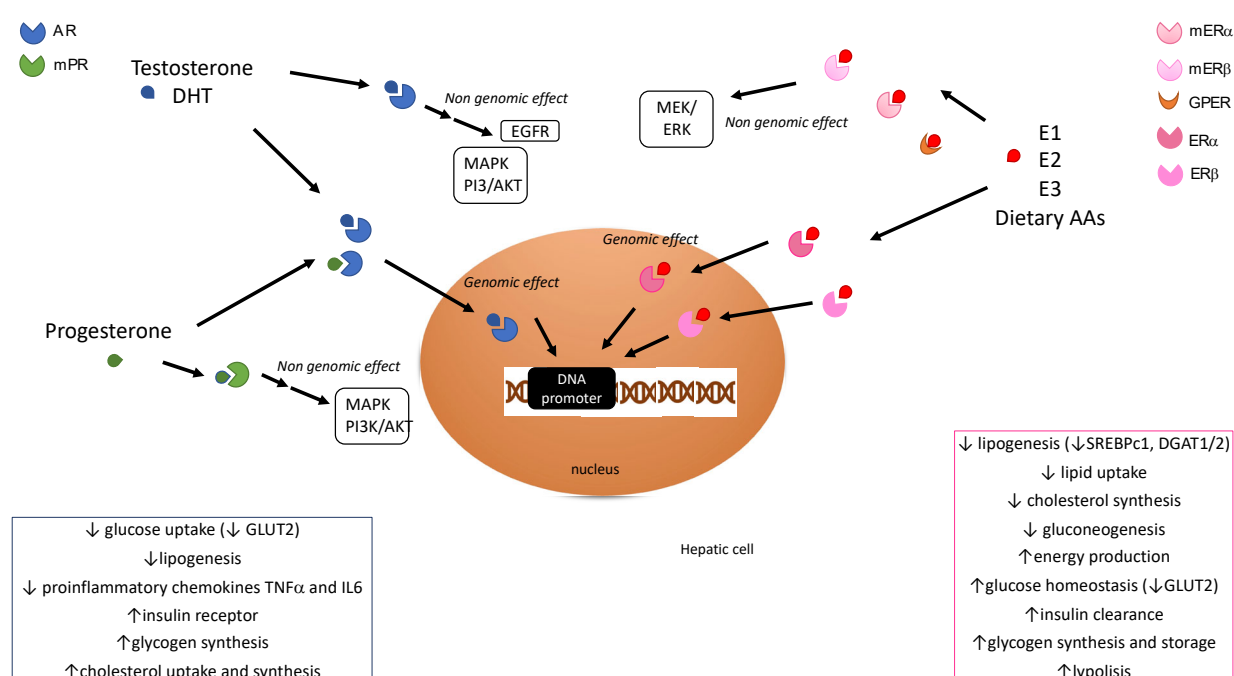 AR
mPR
Testosterone
DHT
Non genomic effect
EGFR
MAPK
PI3/AKT
MEK/
ERK
Non genomic effect
mERα
mERβ
GPER
ERα
ERβ
E1
E2
E3
Dietary AAs
Genomic effect
Genomic effect
Progesterone
Non genomic effect
MAPK
PI3K/AKT
DNA
promoter
nucleus
Hepatic cell
↓ glucose uptake (↓ GLUT2)
↓lipogenesis
↓ proinflammatory chemokines TNFα and IL6
↑insulin receptor
↑glycogen synthesis
↑cholesterol uptake and synthesis
↓ lipogenesis (↓SREBPc1, DGAT1/2)
↓ lipid uptake
↓ cholesterol synthesis
↓ gluconeogenesis
↑energy production
↑glucose homeostasis (↓GLUT2)
↑insulin clearance
↑glycogen synthesis and storage
↑lypolisis